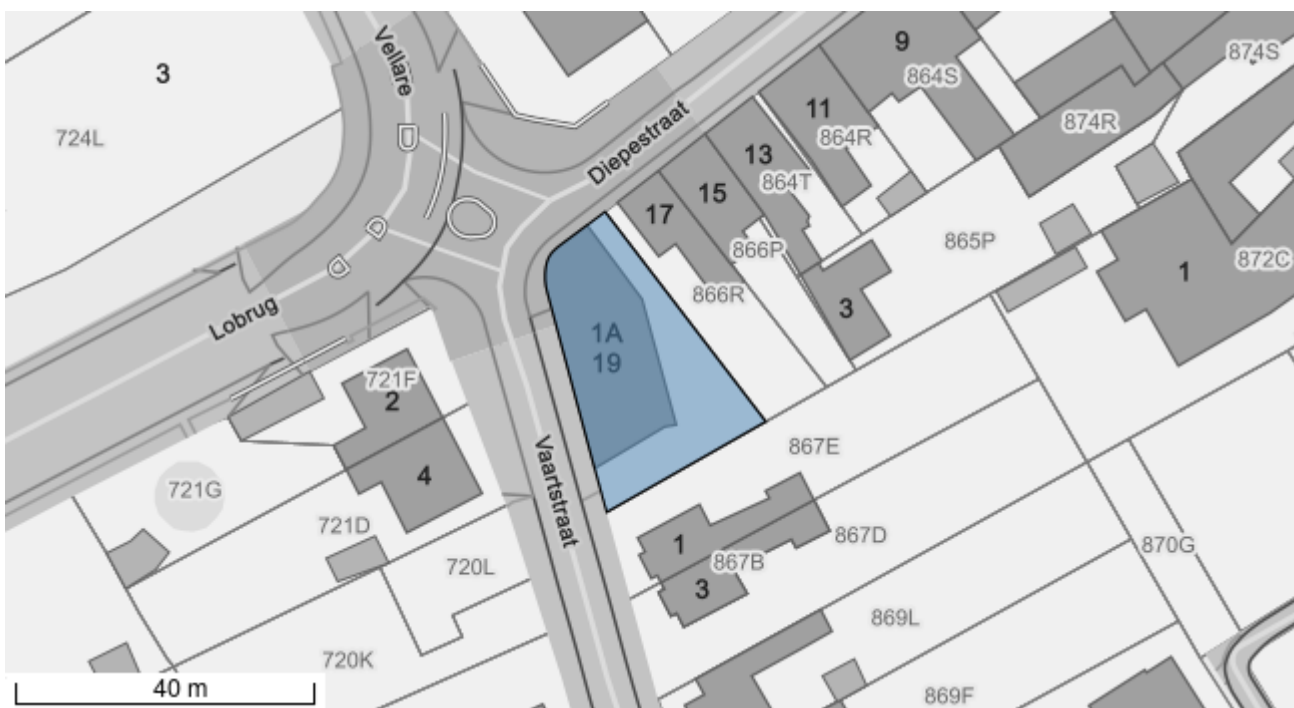 Vellare
9
874S
3
864S
11
724L
874R
Diepestraat
13
864R
864T
15
17
866P
865P
872C
1
866R
3
Lobrug
1A
19
721F
2
867E
4
721G
Vaartstraat
721D
1
867D
870G
720L
867B
3
869L
720K
40 m
869F